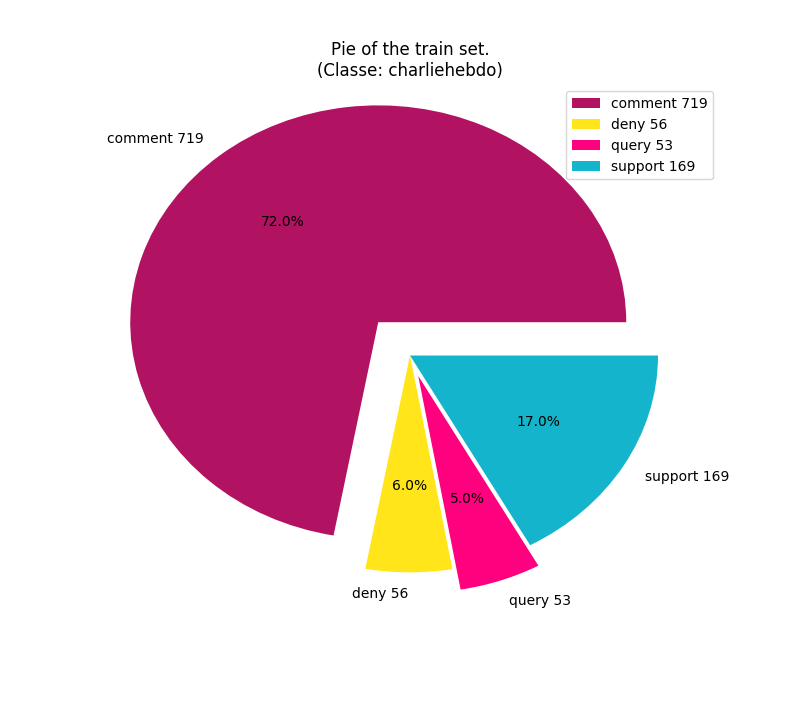 Pie of the train set.
(Classe: charliehebdo)
comment 719
deny 56
query 53
support 169
comment 719
72.0%
17.0%
support 169
6.0%
5.0%
deny 56
query 53